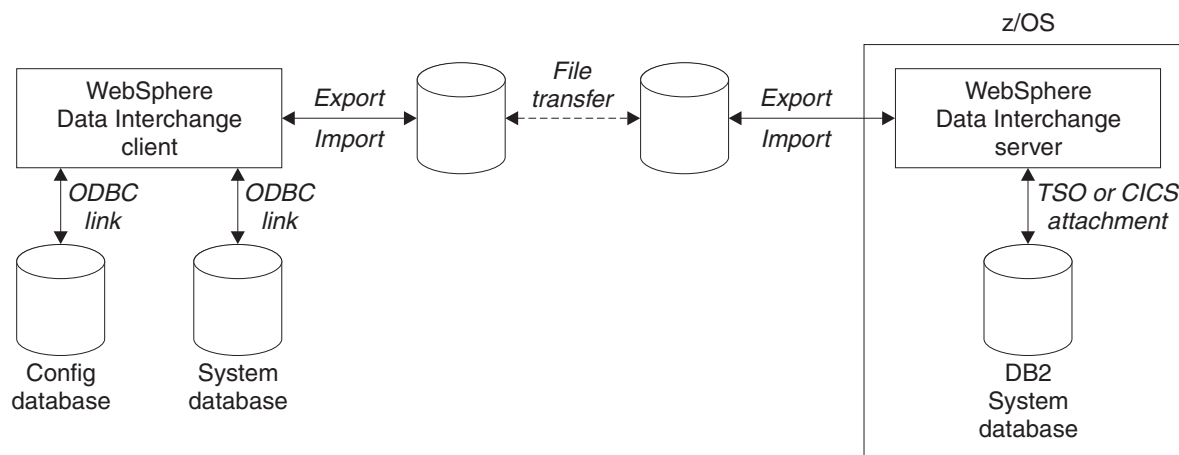 z/OS
WebSphere
Data Interchange
client
Export
Import
File
transfer
Export
Import
WebSphere
Data Interchange
server
ODBC
link
ODBC
link
TSO or CICS
attachment
Config
database
System
database
DB2
System
database